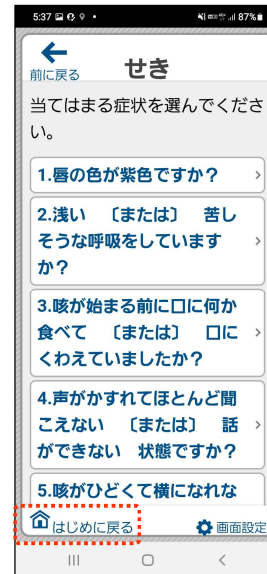 5:37
87%
前に戻る
せき
当てはまる症状を選んでくださ
い。
1.唇の色が紫色ですか？
2.浅い 〔または〕 苦し
そうな呼吸をしています
か？
3.咳が始まる前に口に何か
食べて 〔または〕 口に
くわえていましたか？
4.声がかすれてほとんど聞
こえない 〔または〕 話
ができない 状態ですか？
5.咳がひどくて横になれな
はじめに戻る
画面設定